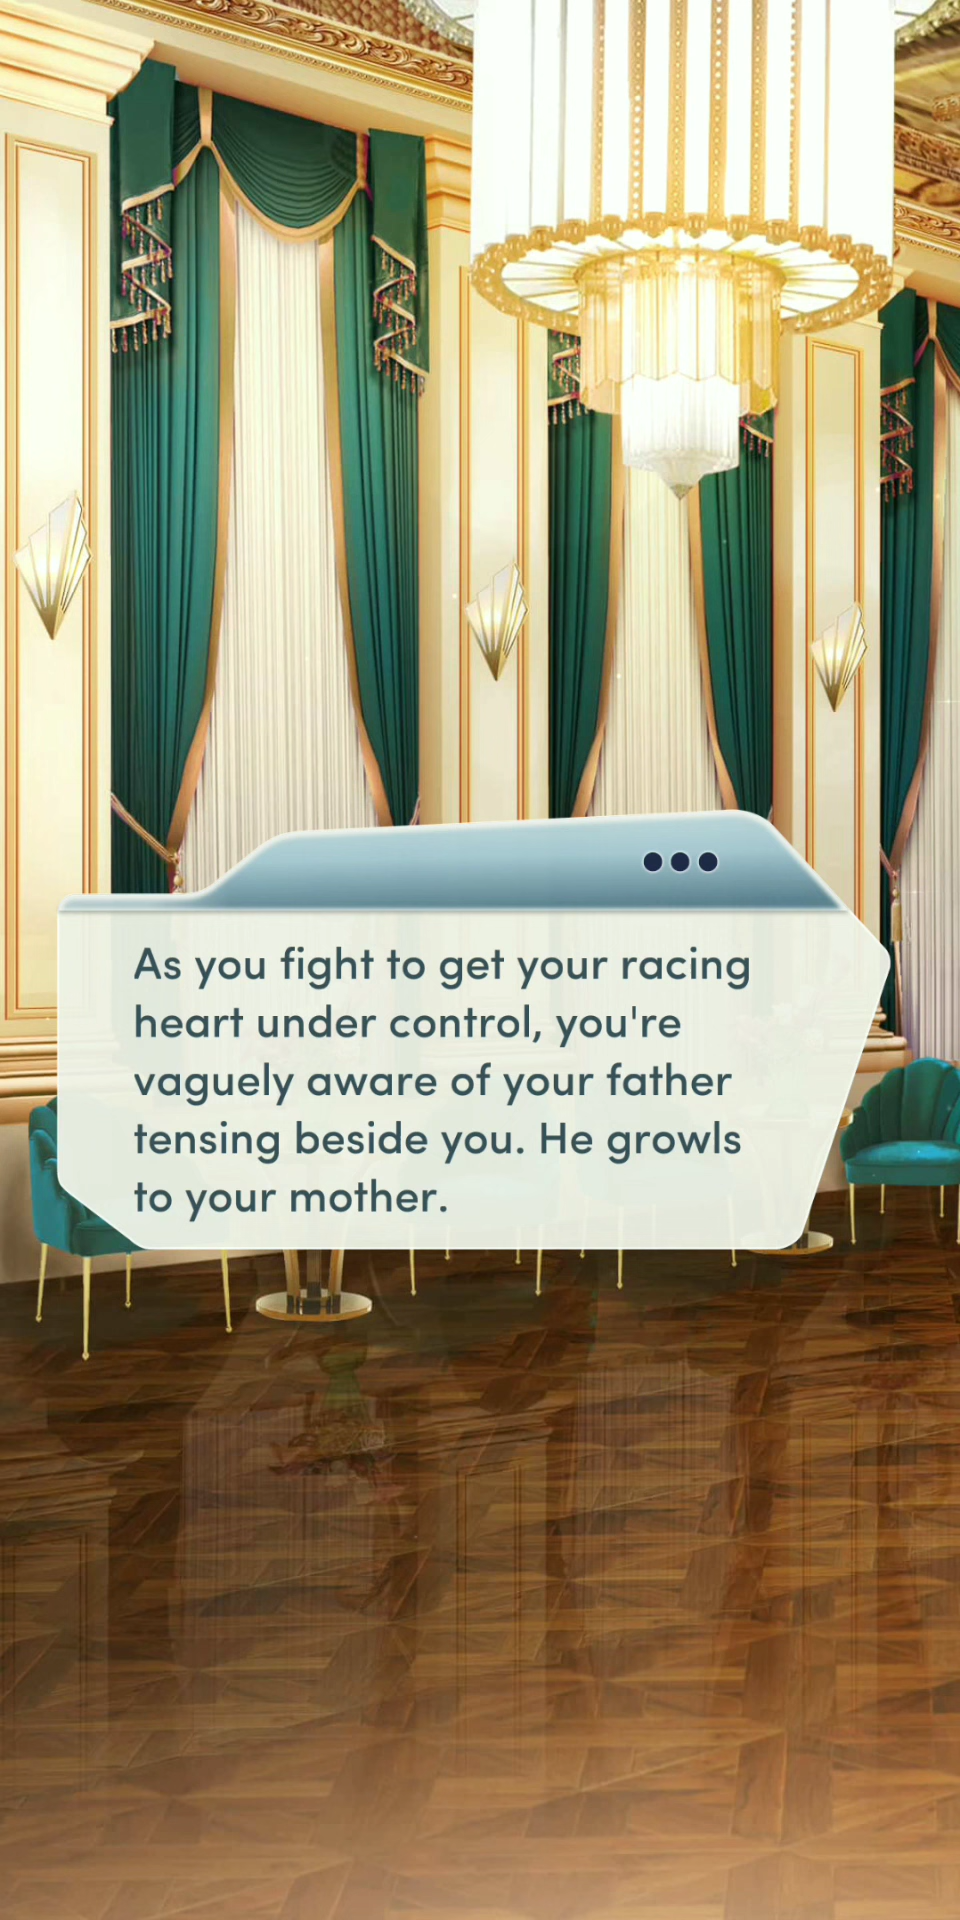 As you fight to get your racing
heart under control, you're
vaguely aware of your father
tensing beside you. He growls
to your mother.